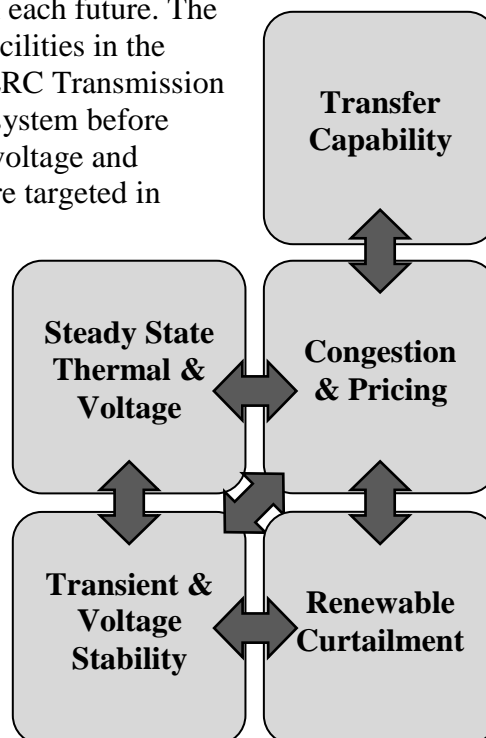 each future. The
cilities in the
RC Transmission
system before
voltage and
re targeted in
Transfer
Capability
Steady State
Thermal &
Voltage
Congestion
& Pricing
Transient &
Voltage
Stability
Renewable
Curtailment